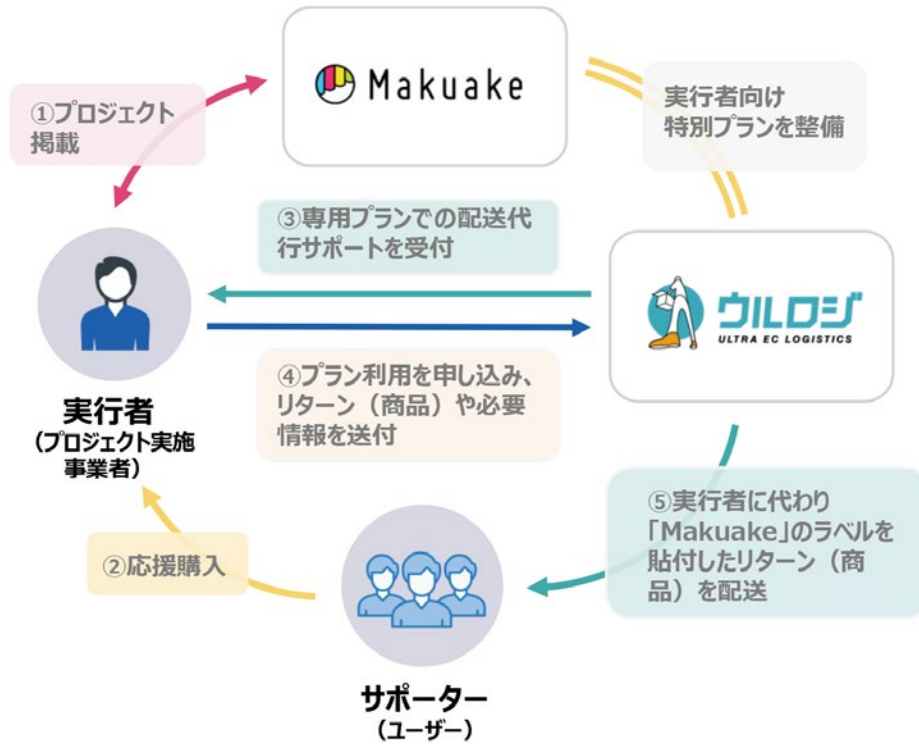 Makuake
①プロジェクト
掲載
実行者向け
特別プランを整備
③専用プランでの配送代
行サポートを受付
ウルロジ
ULTRA EC LOGISTICS
④プラン利用を申し込み、
リターン（商品）や必要
情報を送付
実行者
（プロジェクト実施
事業者）
⑤実行者に代わり
「Makuake」のラベルを
貼付したリターン（商
品）を配送
②応援購入
サポーター
（ユーザー）